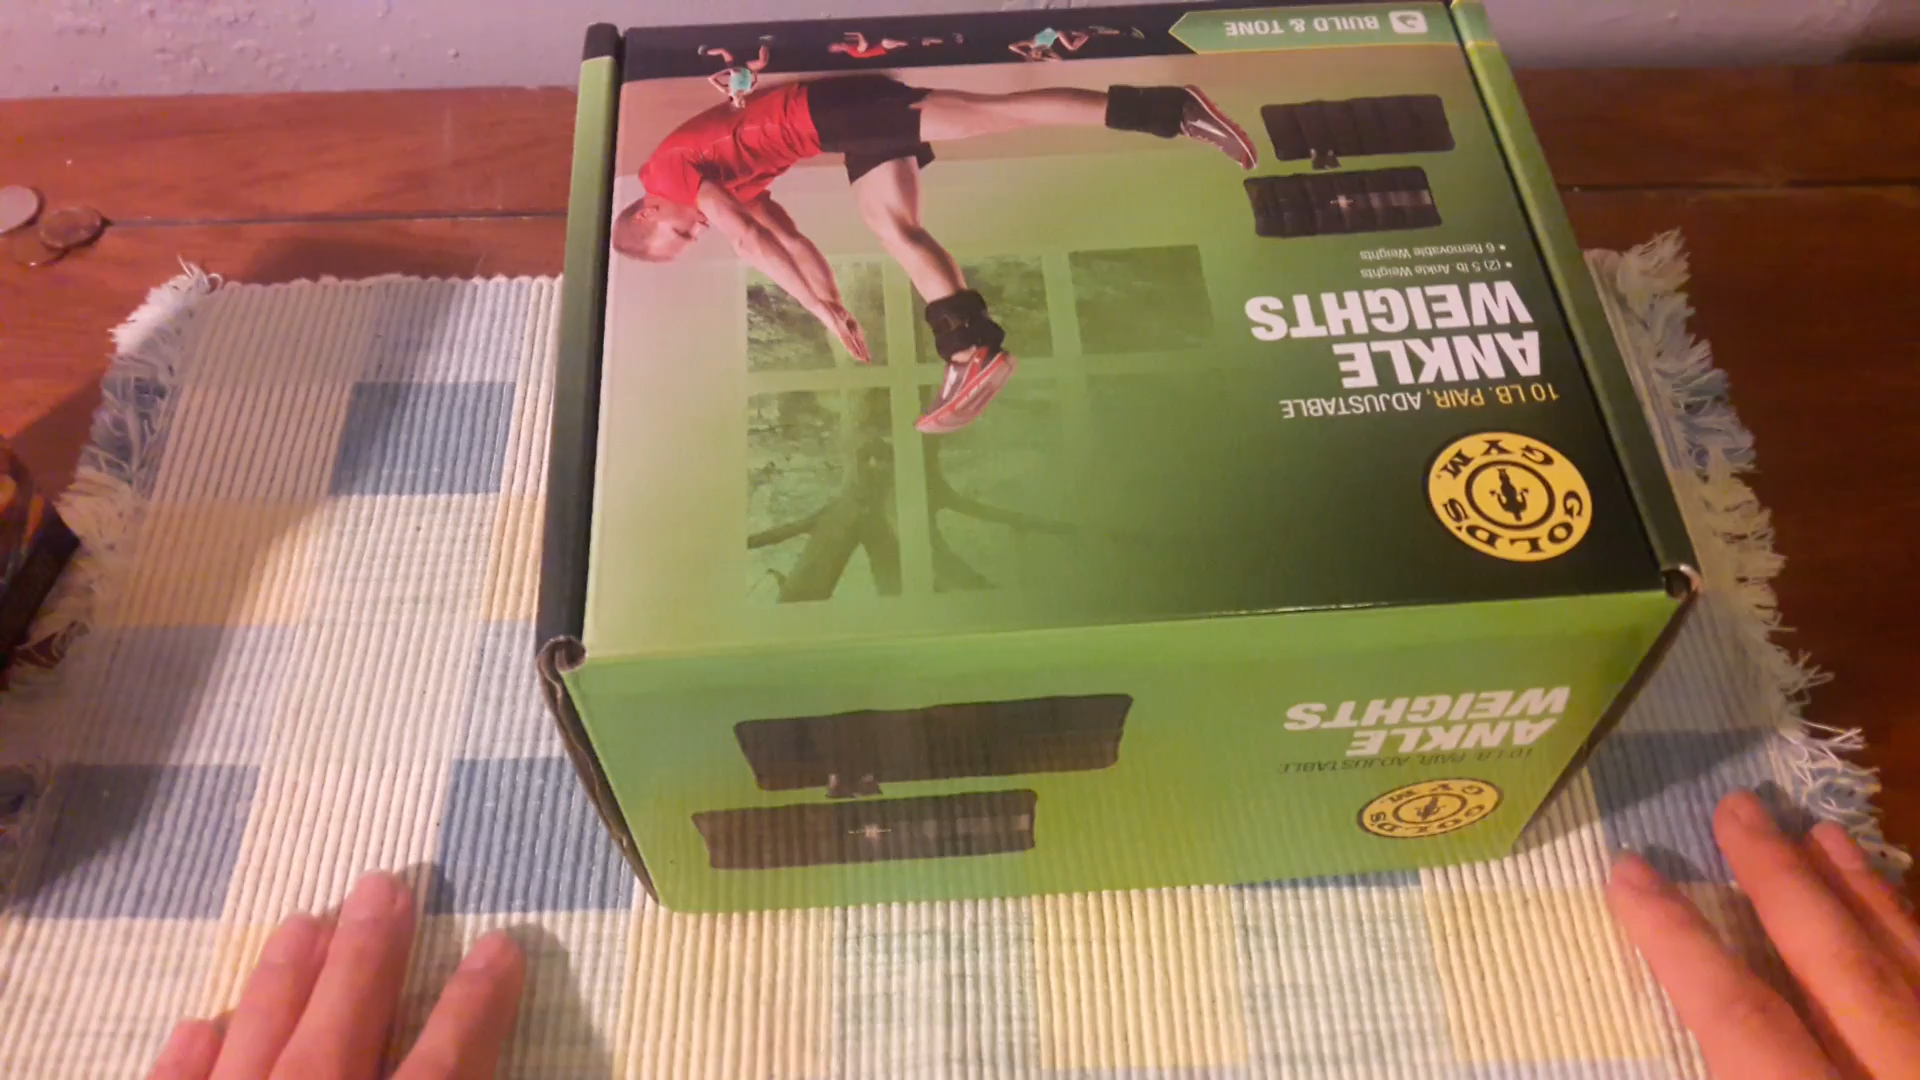 GOLD'S GYM
10 LB. PAIR, ADJUSTABLE
ANKLE
WEIGHTS
• (2) 5 lb Ankle Weights
• 6 Removable Weights
BUILD & TONE
GOLD'S GYM
10 LB. PAIR, ADJUSTABLE
ANKLE
WEIGHTS